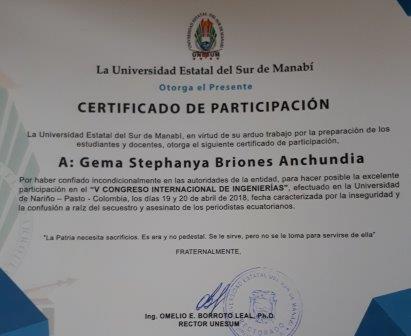 UNESUM
La Universidad Estatal del Sur de Manabí
Otorga el Presente
CERTIFICADO DE PARTICIPACIÓN
La Universidad Estatal del Sur de Manabí, en virtud de su arduo trabajo por la preparación de los
estudiantes y docentes, otorga el siguiente certificado de participación,
A: Gema Stephanya Briones Anchundia
Por haber confiado incondicionalmente en las autoridades de la entidad, para hacer posible la excelente
participación en el "V CONGRESO INTERNACIONAL DE INGENIERÍAS", efectuado en la Universidad
de Nariño – Pasto - Colombia, los días 19 y 20 de abril de 2018, fecha caracterizada por la inseguridad y
la confusión a raíz del secuestro y asesinato de los periodistas ecuatorianos.
"La Patria necesita sacrificios. Es ara y no pedestal. Se le sirve, pero no se le toma para servirse de ella"
FRATERNALMENTE,
Ing. OMELIO E. BORROTO LEAL, Ph.D.
RECTOR UNESUM